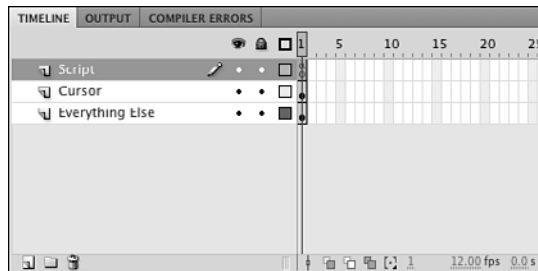 TIMELINE OUTPUT COMPILER ERRORS
1 5 10 15 20 25
Script
Cursor
Everything Else
1 12.00 fps 0.0 s